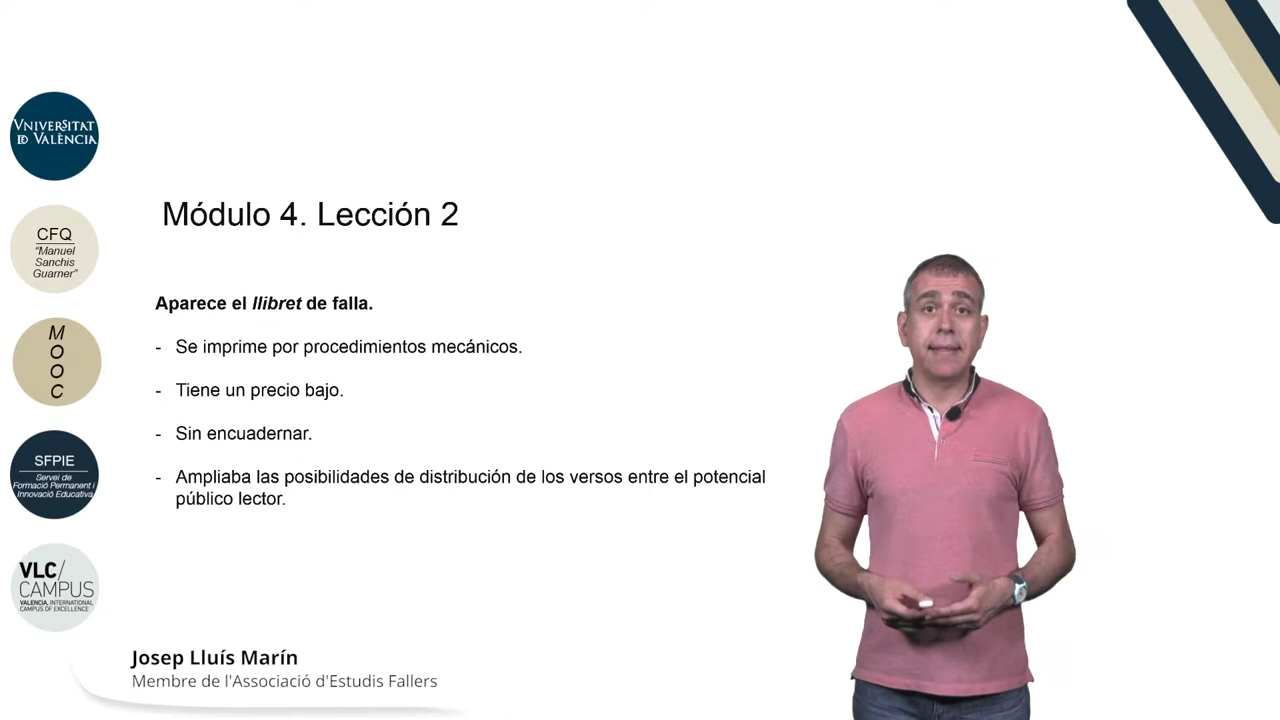 VNIVERSITAT
ID VALÈNCIA
CFQ
“Manuel
Sanchis
Guarner”
M
O
O
C
SFPIE
Servei de
Formació Permanent i
Innovació Educativa
VLC/
CAMPUS
VALENCIA, INTERNATIONAL
CAMPUS OF EXCELLENCE
Módulo 4. Lección 2
Aparece el llibret de falla.
- Se imprime por procedimientos mecánicos.
- Tiene un precio bajo.
- Sin encuadernar.
- Ampliaba las posibilidades de distribución de los versos entre el potencial
público lector.
Josep Lluís Marín
Membre de l'Associació d'Estudis Fallers